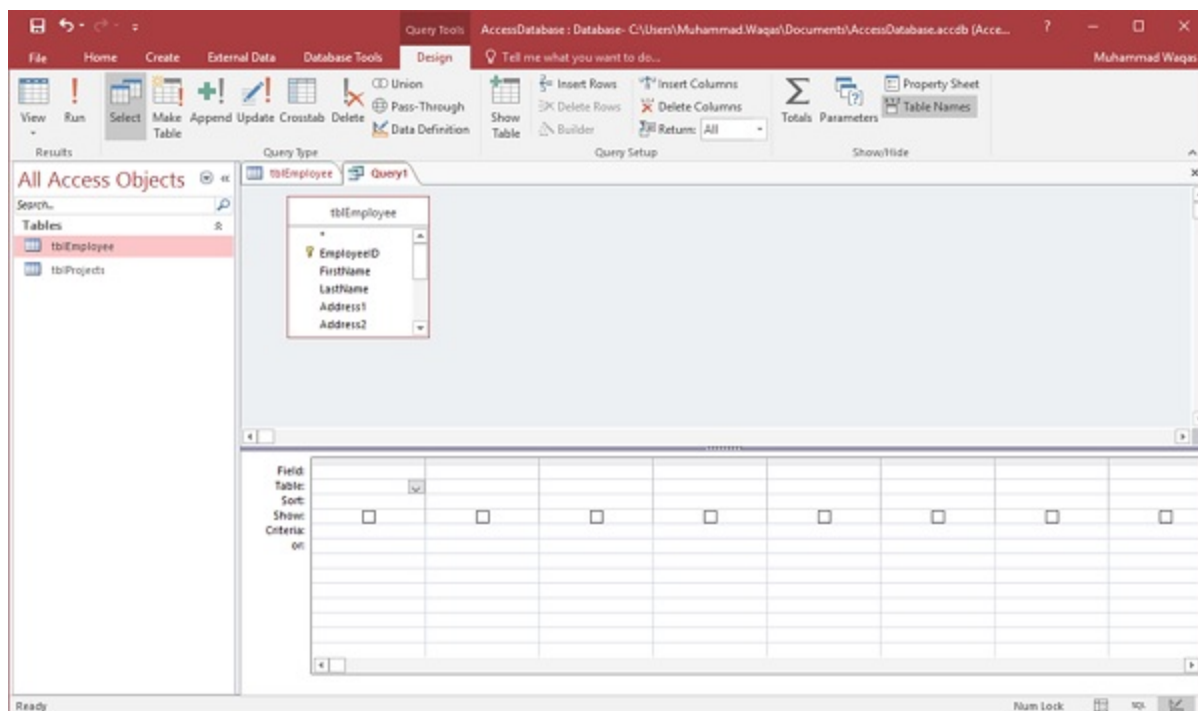 Query Tools AccessDatabase : Database- C:\Users\Muhammad.Waqas\Documents\AccessDatabase.accdb (Acce... ?
File Home Create External Data Database Tools Design Tell me what you want to do... Muhammad Waqas
View Run Select Make Table Append Update Crosstab Delete
Union
Pass-Through
Data Definition
Show Table
Insert Rows
Delete Rows
Builder
Insert Columns
Delete Columns
Return: All
Totals Parameters
Property Sheet
Table Names
Results Query Type Query Setup Show/Hide
All Access Objects
Search..
Tables
tblEmployee
tblProjects
tblEmployee Query1
tblEmployee
*
EmployeeID
FirstName
LastName
Address1
Address2
Field:
Table:
Sort:
Show:
Criteria:
or:
Ready Num Lock SQL